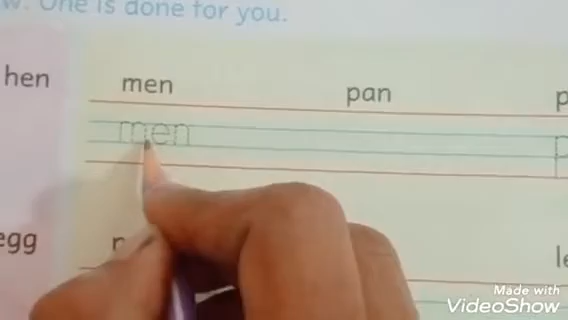 One is done for you.
hen men pan
men
egg
Made with
VideoShow